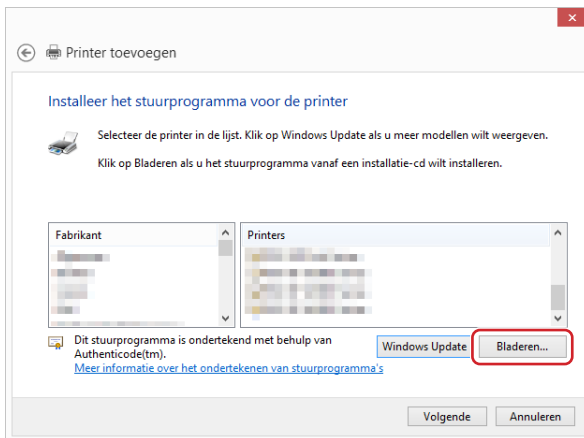 Printer toevoegen
Installeer het stuurprogramma voor de printer
Selecteer de printer in de lijst. Klik op Windows Update als u meer modellen wilt weergeven.
Klik op Bladeren als u het stuurprogramma vanaf een installatie-cd wilt installeren.
Fabrikant
Printers
Dit stuurprogramma is ondertekend met behulp van
Authenticode(tm).
Meer informatie over het ondertekenen van stuurprogramma's
Windows Update
Bladeren...
Volgende
Annuleren